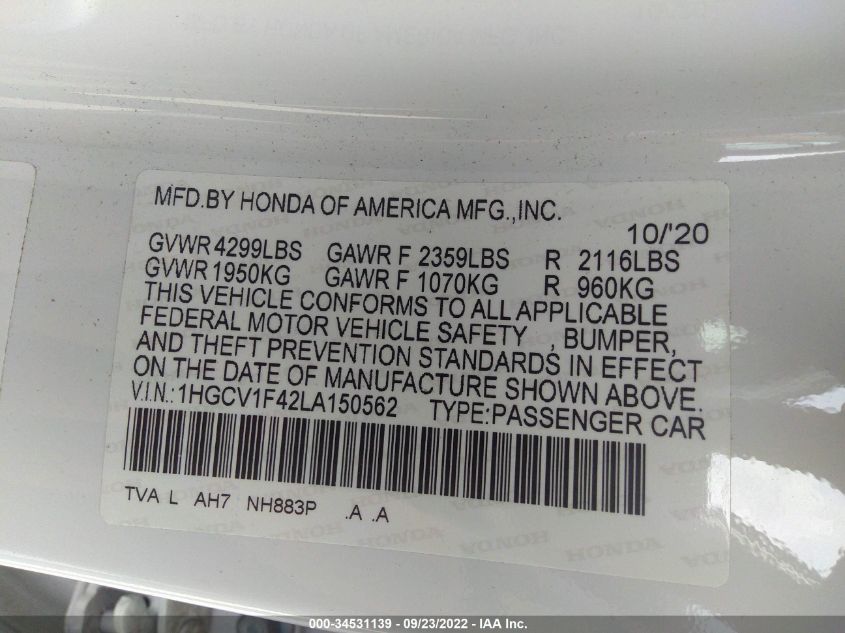 MFD.BY HONDA OF AMERICA MFG.,INC.
10/'20
GVWR 4299LBS GAWR F 2359LBS R 2116LBS
GVWR 1950KG GAWR F 1070KG R 960KG
THIS VEHICLE CONFORMS TO ALL APPLICABLE
FEDERAL MOTOR VEHICLE SAFETY , BUMPER,
AND THEFT PREVENTION STANDARDS IN EFFECT
ON THE DATE OF MANUFACTURE SHOWN ABOVE.
V.I.N.:1HGCV1F42LA150562 TYPE:PASSENGER CAR
TVA L AH7 NH883P .A .A
HONDA HONDA
000-34531139 - 09/23/2022 - IAA Inc.